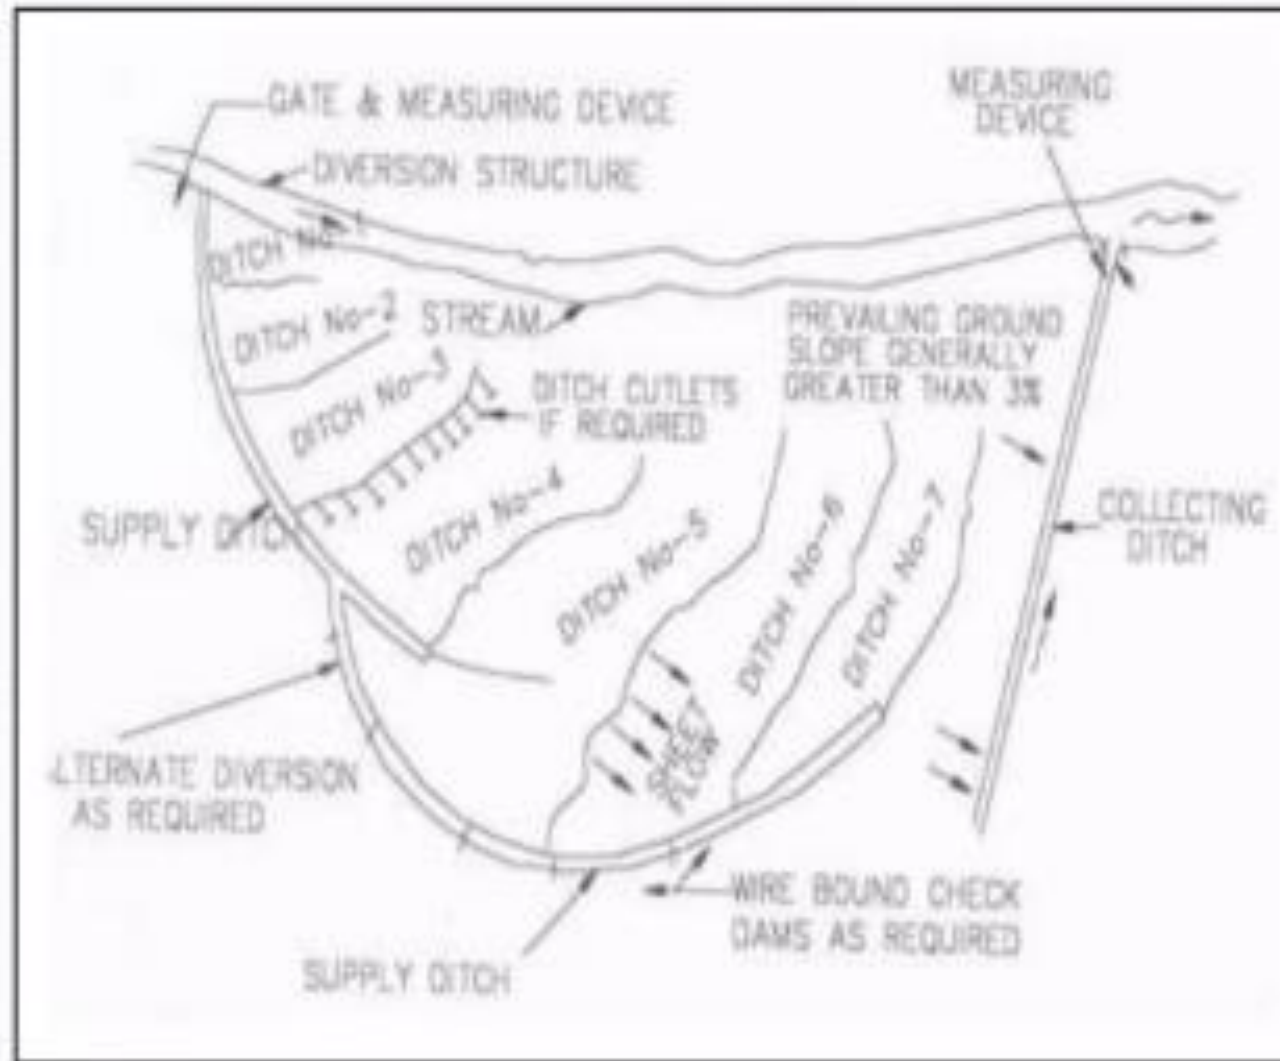 GATE & MEASURING DEVICE
MEASURING
DEVICE
DIVERSION STRUCTURE
DITCH No-1
DITCH No-2
STREAM
PREVAILING GROUND
SLOPE GENERALLY
GREATER THAN 3%
DITCH No-3
DITCH CUTLETS
IF REQUIRED
SUPPLY DITCH
DITCH No-4
DITCH No-5
DITCH No-6
DITCH No-7
COLLECTING
DITCH
SHEET
FLOW
LTERNATE DIVERSION
AS REQUIRED
WIRE BOUND CHECK
DAMS AS REQUIRED
SUPPLY DITCH